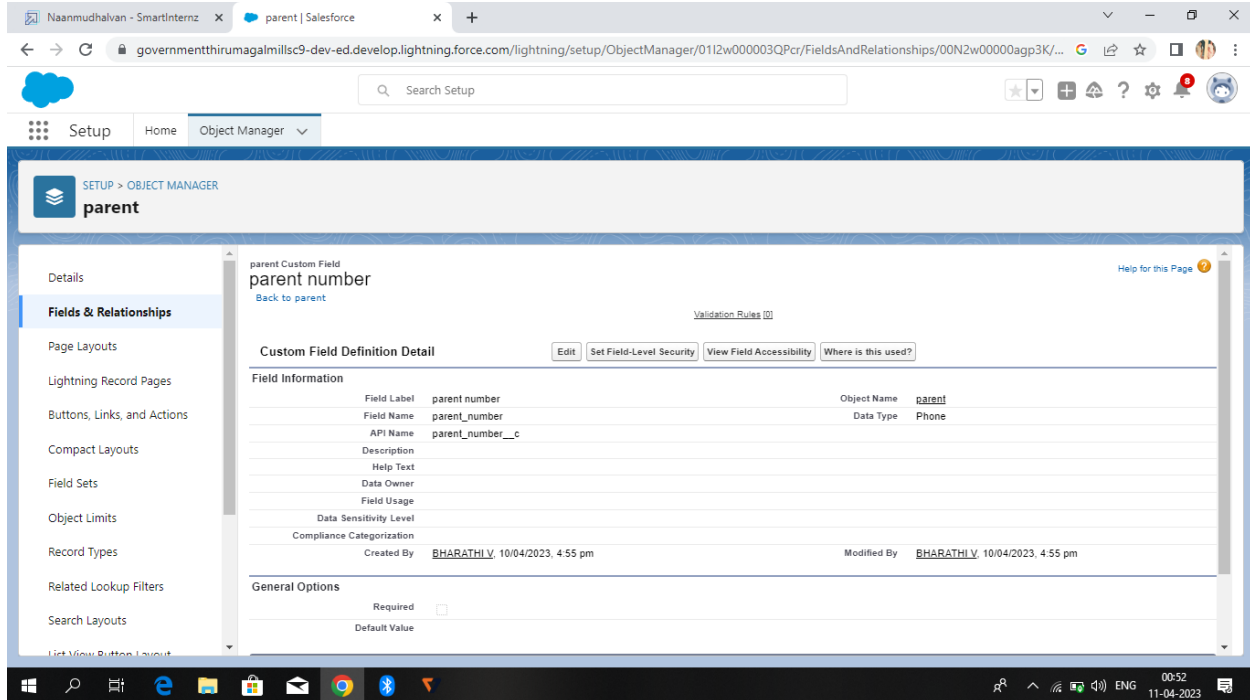 Naanmudhalvan - SmartInternz
parent | Salesforce
governmentthirumagalmillsc9-dev-ed.develop.lightning.force.com/lightning/setup/ObjectManager/01I2w000003QPcr/FieldsAndRelationships/00N2w00000agp3K/...
Search Setup
8
Setup
Home
Object Manager
SETUP > OBJECT MANAGER
parent
Details
Fields & Relationships
Page Layouts
Lightning Record Pages
Buttons, Links, and Actions
Compact Layouts
Field Sets
Object Limits
Record Types
Related Lookup Filters
Search Layouts
List View Button Layout
parent Custom Field
parent number
Back to parent
Help for this Page
Validation Rules [0]
Custom Field Definition Detail
Edit
Set Field-Level Security
View Field Accessibility
Where is this used?
Field Information
Field Label parent number Object Name parent
Field Name parent_number Data Type Phone
API Name parent_number__c
Description
Help Text
Data Owner
Field Usage
Data Sensitivity Level
Compliance Categorization
Created By BHARATHI V, 10/04/2023, 4:55 pm Modified By BHARATHI V, 10/04/2023, 4:55 pm
General Options
Required
Default Value
ENG
00:52
11-04-2023